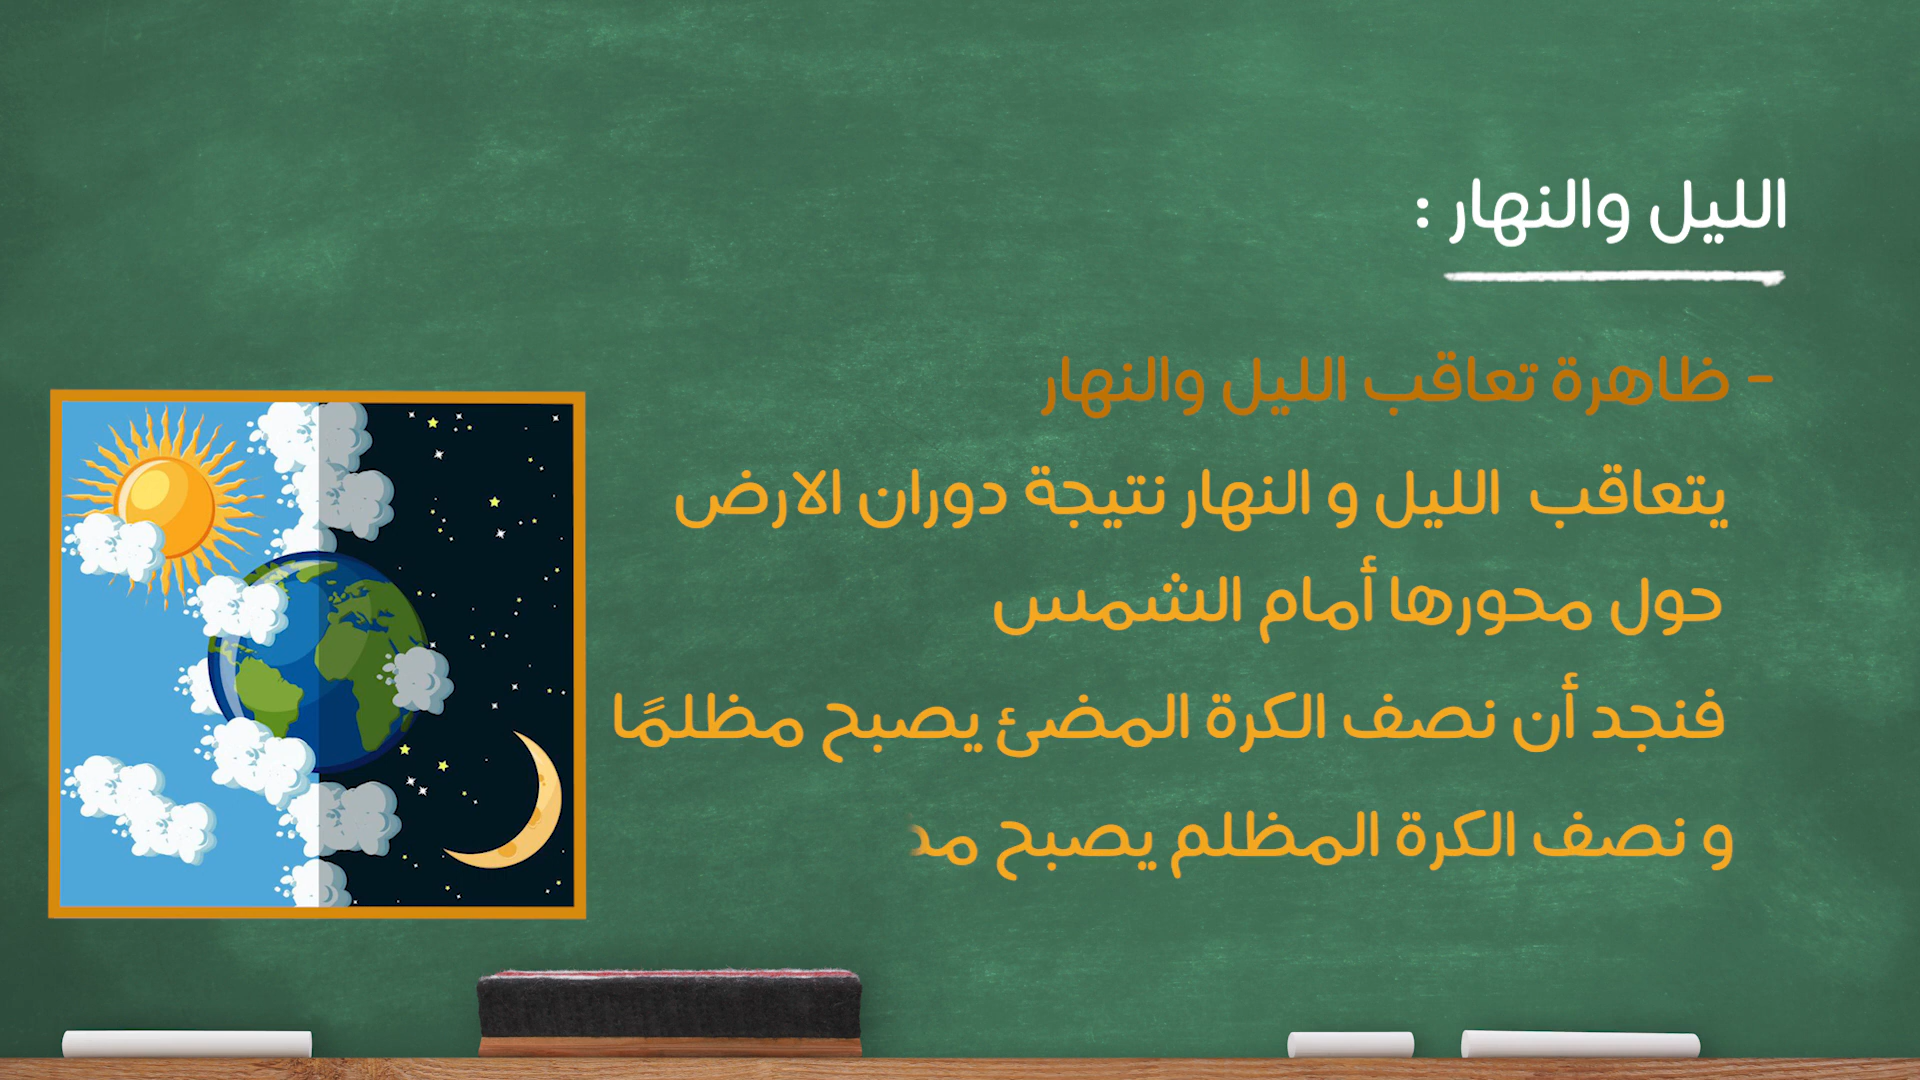 الليل والنهار :
- ظاهرة تعاقب الليل والنهار
يتعاقب الليل و النهار نتيجة دوران الارض
حول محورها أمام الشمس
فنجد أن نصف الكرة المضئ يصبح مظلمًا
و نصف الكرة المظلم يصبح